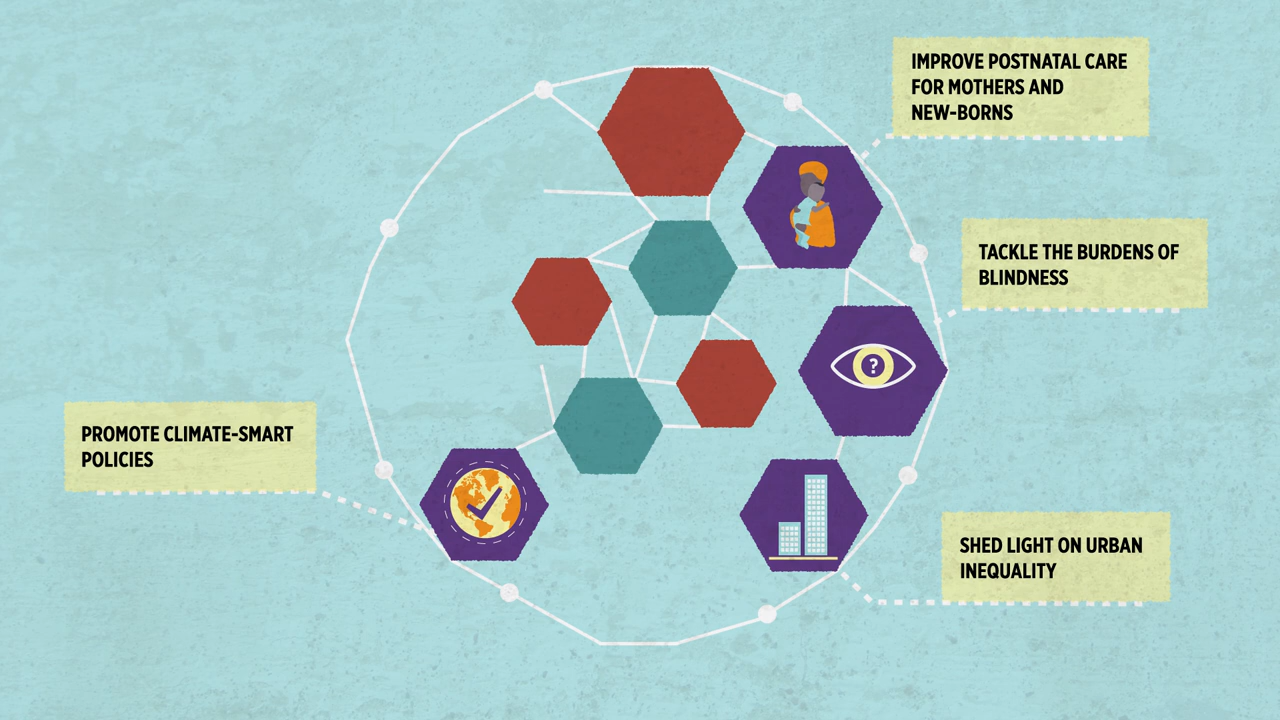 IMPROVE POSTNATAL CARE
FOR MOTHERS AND
NEW-BORNS
TACKLE THE BURDENS OF
BLINDNESS
?
PROMOTE CLIMATE-SMART
POLICIES
SHED LIGHT ON URBAN
INEQUALITY